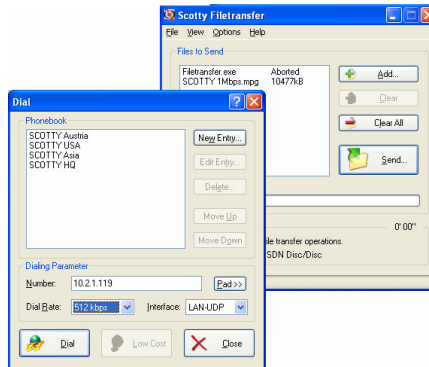 Scotty Filetransfer
File View Options Help
Files to Send
Filetransfer.exe Aborted
SCOTTY 1Mbps.mpg 10477kB
Add...
Clear
Clear All
Send...
0' 00"
ile transfer operations.
SDN Disc/Disc
Dial
Phonebook
SCOTTY Austria
SCOTTY USA
SCOTTY Asia
SCOTTY HQ
New Entry...
Edit Entry...
Delete...
Move Up
Move Down
Dialing Parameter
Number: 10.2.1.119 Pad >>
Dial Rate: 512 kbps Interface: LAN-UDP
Dial Low Cost Close